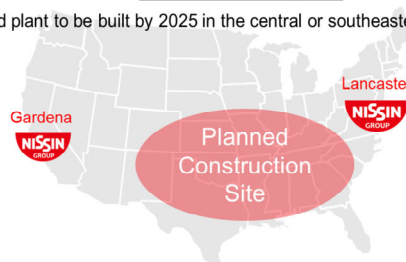 d plant to be built by 2025 in the central or southeaste
Lancaste
NISSIN
GROUP
Gardena
NISSIN
GROUP
Planned
Construction
Site